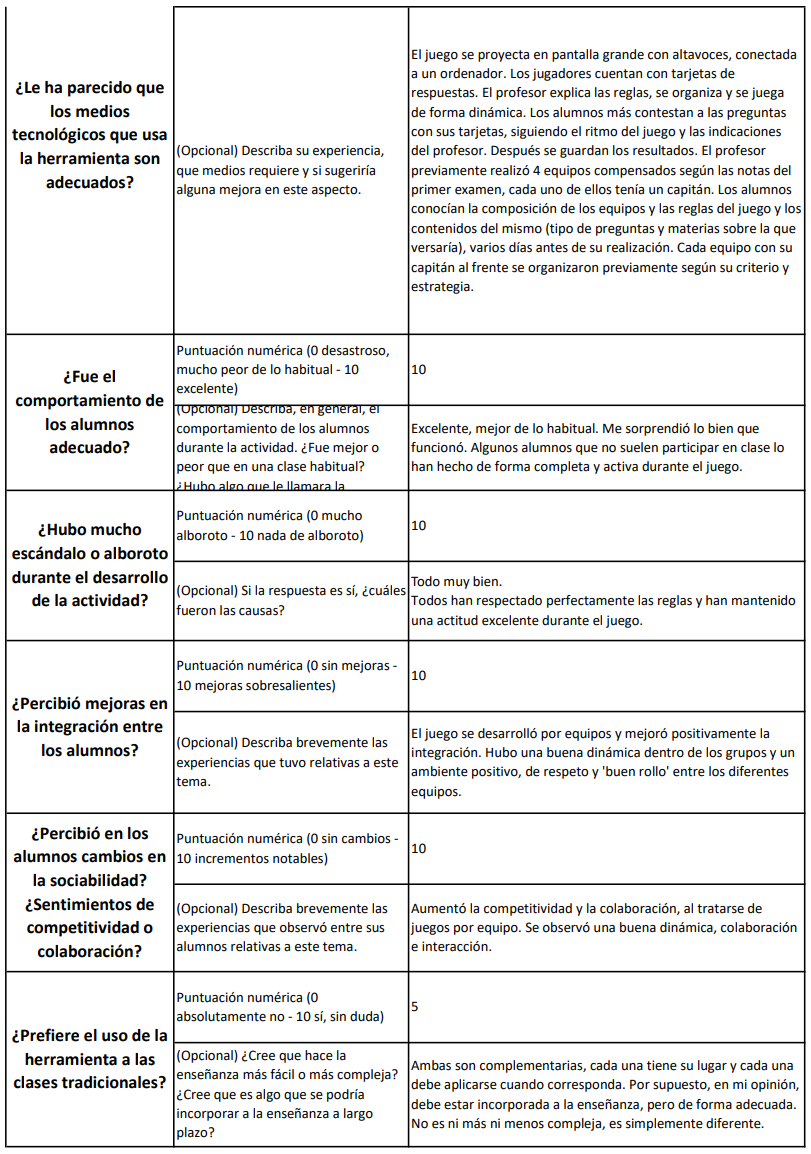 ¿Le ha parecido que
los medios
tecnológicos que usa
la herramienta son
adecuados?
(Opcional) Describa su experiencia,
que medios requiere y si sugeriría
alguna mejora en este aspecto.
El juego se proyecta en pantalla grande con altavoces, conectada
a un ordenador. Los jugadores cuentan con tarjetas de
respuestas. El profesor explica las reglas, se organiza y se juega
de forma dinámica. Los alumnos más contestan a las preguntas
con sus tarjetas, siguiendo el ritmo del juego y las indicaciones
del profesor. Después se guardan los resultados. El profesor
previamente realizó 4 equipos compensados según las notas del
primer examen, cada uno de ellos tenía un capitán. Los alumnos
conocían la composición de los equipos y las reglas del juego y los
contenidos del mismo (tipo de preguntas y materias sobre la que
versaría), varios días antes de su realización. Cada equipo con su
capitán al frente se organizaron previamente según su criterio y
estrategia.
¿Fue el
comportamiento de
los alumnos
adecuado?
Puntuación numérica (0 desastroso,
mucho peor de lo habitual - 10
excelente)
10
(Opcional) Describa, en general, el
comportamiento de los alumnos
durante la actividad. ¿Fue mejor o
peor que en una clase habitual?
¿Hubo algo que le llamara la
Excelente, mejor de lo habitual. Me sorprendió lo bien que
funcionó. Algunos alumnos que no suelen participar en clase lo
han hecho de forma completa y activa durante el juego.
¿Hubo mucho
escándalo o alboroto
durante el desarrollo
de la actividad?
Puntuación numérica (0 mucho
alboroto - 10 nada de alboroto)
10
(Opcional) Si la respuesta es sí, ¿cuáles
fueron las causas?
Todo muy bien.
Todos han respetado perfectamente las reglas y han mantenido
una actitud excelente durante el juego.
¿Percibió mejoras en
la integración entre
los alumnos?
Puntuación numérica (0 sin mejoras -
10 mejoras sobresalientes)
10
(Opcional) Describa brevemente las
experiencias que tuvo relativas a este
tema.
El juego se desarrolló por equipos y mejoró positivamente la
integración. Hubo una buena dinámica dentro de los grupos y un
ambiente positivo, de respeto y 'buen rollo' entre los diferentes
equipos.
¿Percibió en los
alumnos cambios en
la sociabilidad?
¿Sentimientos de
competitividad o
colaboración?
Puntuación numérica (0 sin cambios -
10 incrementos notables)
10
(Opcional) Describa brevemente las
experiencias que observó entre sus
alumnos relativas a este tema.
Aumentó la competitividad y la colaboración, al tratarse de
juegos por equipo. Se observó una buena dinámica, colaboración
e interacción.
¿Prefiere el uso de la
herramienta a las
clases tradicionales?
Puntuación numérica (0
absolutamente no - 10 sí, sin duda)
5
(Opcional) ¿Cree que hace la
enseñanza más fácil o más compleja?
¿Cree que es algo que se podría
incorporar a la enseñanza a largo
plazo?
Ambas son complementarias, cada una tiene su lugar y cada una
debe aplicarse cuando corresponda. Por supuesto, en mi opinión,
debe estar incorporada a la enseñanza, pero de forma adecuada.
No es ni más ni menos compleja, es simplemente diferente.